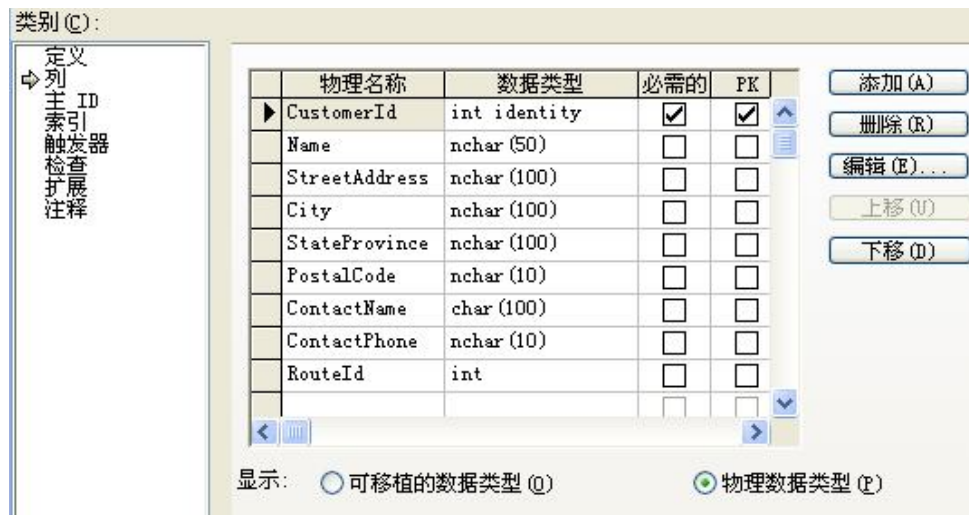 类别(C):
定义
列
主 ID
索引
触发器
检查
扩展
注释
物理名称 数据类型 必需的 PK
CustomerId int identity
Name nchar(50)
StreetAddress nchar(100)
City nchar(100)
StateProvince nchar(100)
PostalCode nchar(10)
ContactName char(100)
ContactPhone nchar(10)
RouteId int
添加(A)
删除(R)
编辑(E)...
上移(U)
下移(D)
显示: 可移植的数据类型(O) 物理数据类型(P)